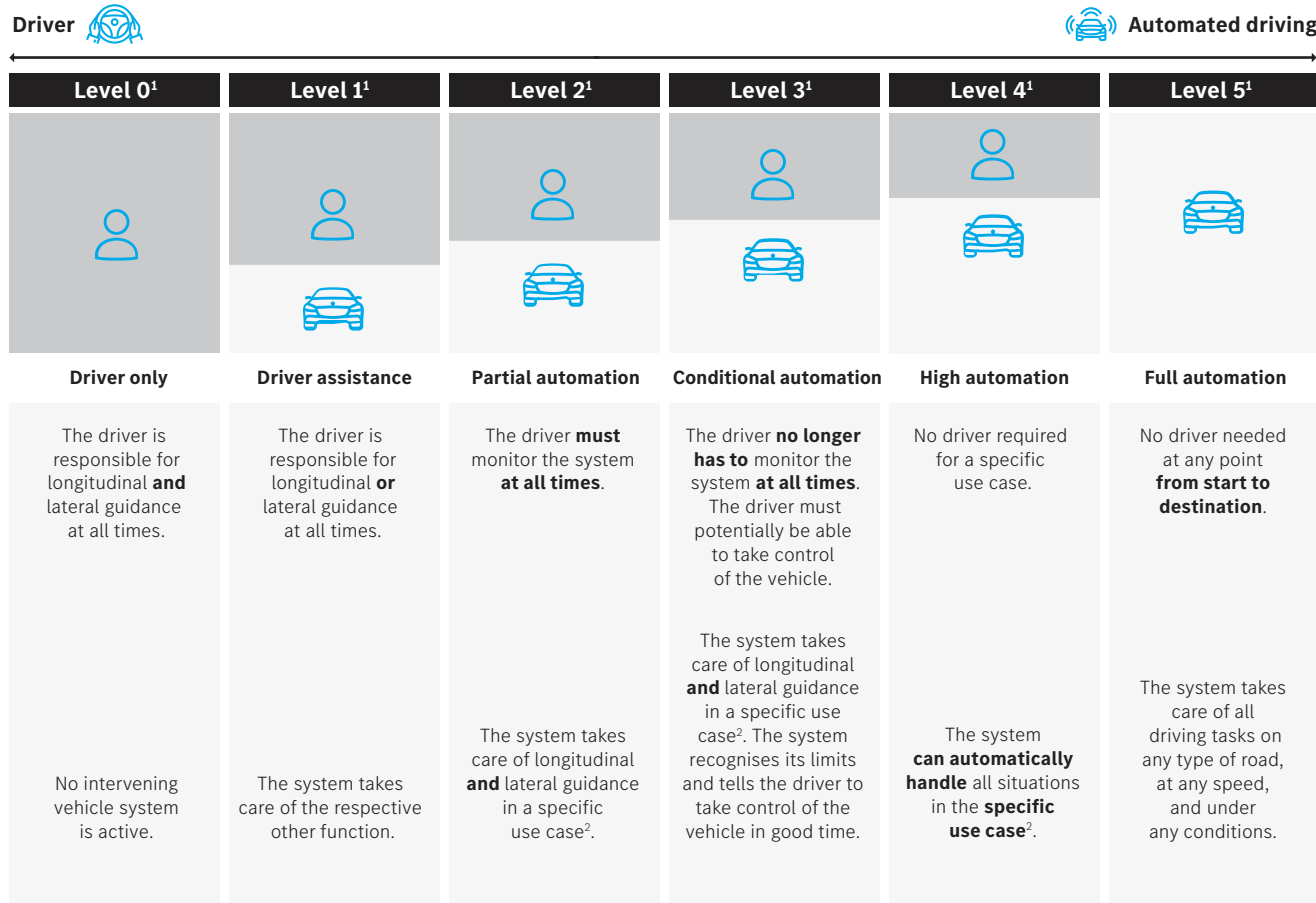 Driver
Automated driving
Level 0¹
Level 1¹
Level 2¹
Level 3¹
Level 4¹
Level 5¹
Driver only
Driver assistance
Partial automation
Conditional automation
High automation
Full automation
The driver is
responsible for
longitudinal and
lateral guidance
at all times.
No intervening
vehicle system
is active.
The driver is
responsible for
longitudinal or
lateral guidance
at all times.
The system takes
care of the respective
other function.
The driver must
monitor the system
at all times.
The system takes
care of longitudinal
and lateral guidance
in a specific
use case².
The driver no longer
has to monitor the
system at all times.
The driver must
potentially be able
to take control
of the vehicle.
The system takes
care of longitudinal
and lateral guidance
in a specific use
case². The system
recognises its limits
and tells the driver to
take control of the
vehicle in good time.
No driver required
for a specific
use case.
The system
can automatically
handle all situations
in the specific
use case².
No driver needed
at any point
from start to
destination.
The system takes
care of all
driving tasks on
any type of road,
at any speed,
and under
any conditions.